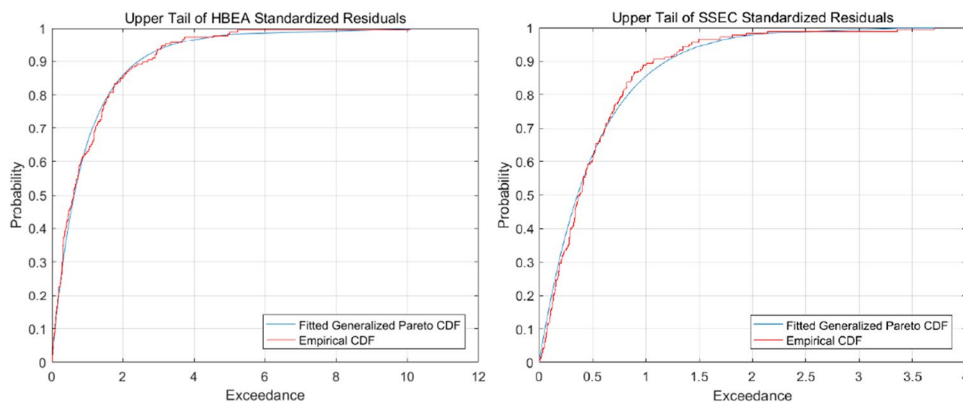 Upper Tail of HBEA Standardized Residuals
1
0.9
0.8
0.7
0.6
0.5
0.4
0.3
0.2
0.1
0
Probability
Fitted Generalized Pareto CDF
Empirical CDF
0 2 4 6 8 10 12
Exceedance
Upper Tail of SSEC Standardized Residuals
1
0.9
0.8
0.7
0.6
0.5
0.4
0.3
0.2
0.1
0
Probability
Fitted Generalized Pareto CDF
Empirical CDF
0 0.5 1 1.5 2 2.5 3 3.5 4
Exceedance